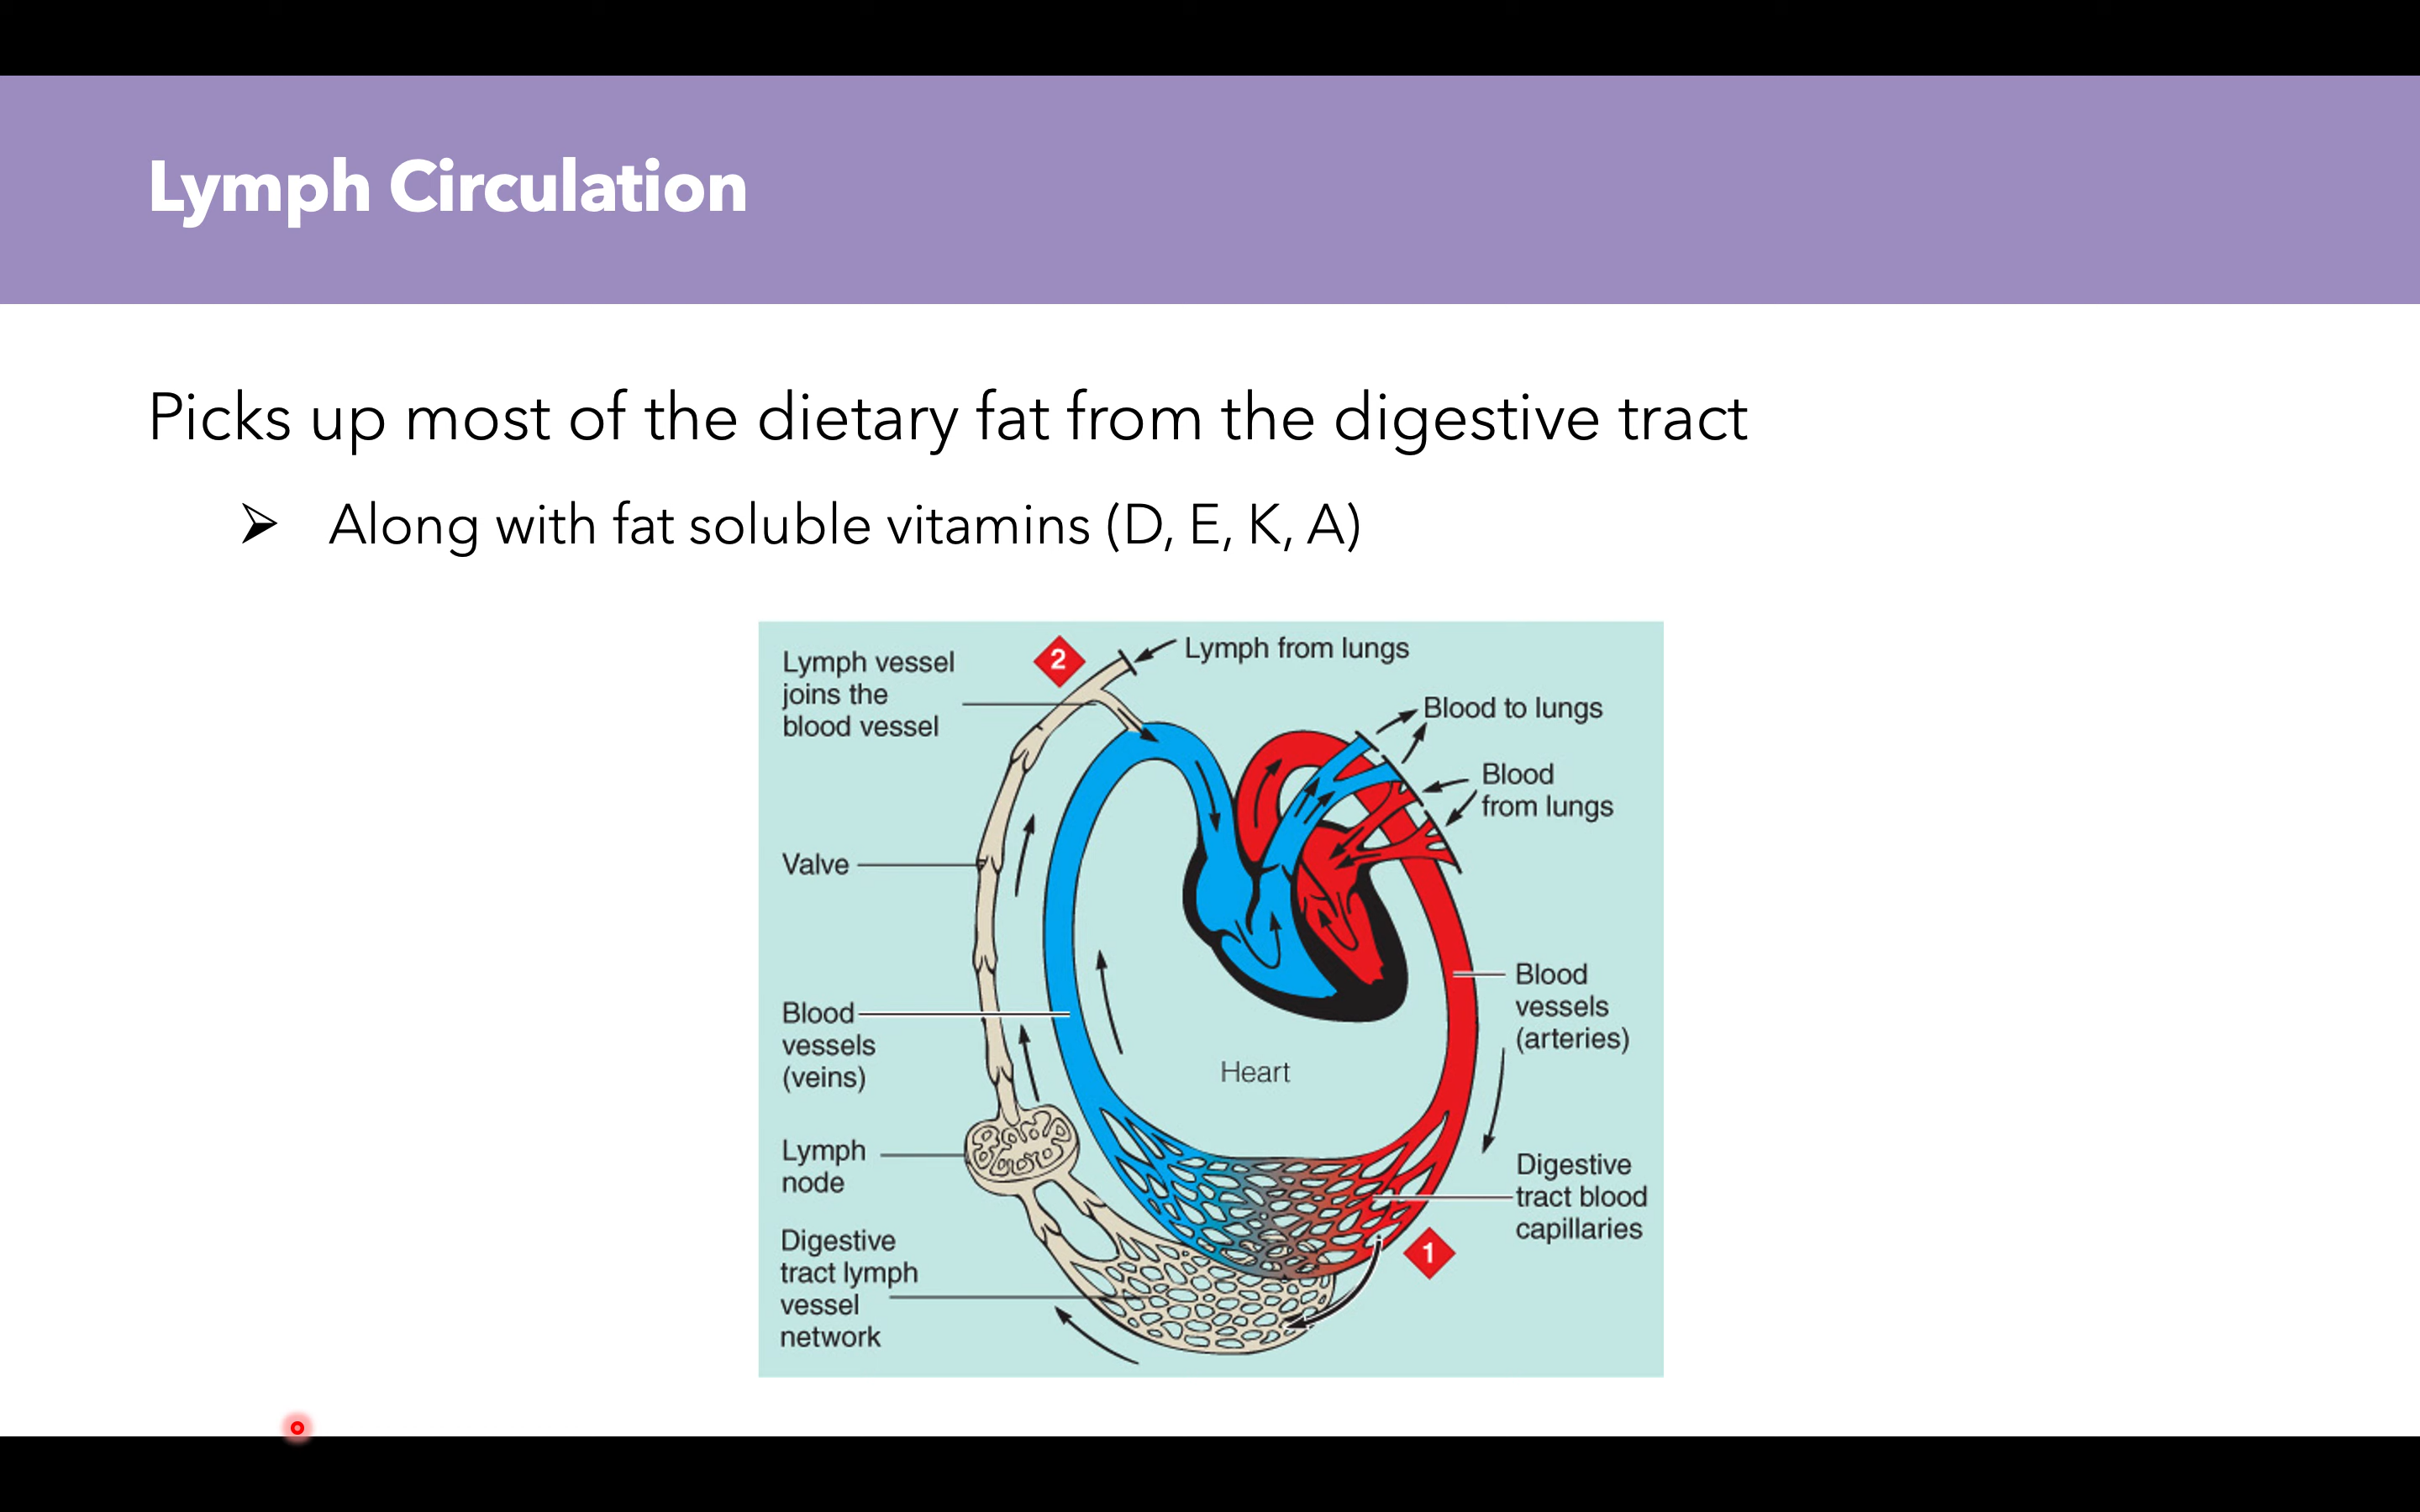 Lymph Circulation
Picks up most of the dietary fat from the digestive tract
➢ Along with fat soluble vitamins (D, E, K, A)
Lymph vessel
joins the
blood vessel
2
Lymph from lungs
Blood to lungs
Blood
from lungs
Valve
Blood
vessels
(veins)
Blood
vessels
(arteries)
Heart
Lymph
node
Digestive
tract blood
capillaries
1
Digestive
tract lymph
vessel
network